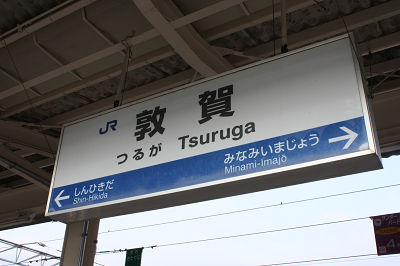 JR 敦賀
つるが Tsuruga
← しんひきだ
Shin-Hikida
みなみいまじょう →
Minami-Imajō